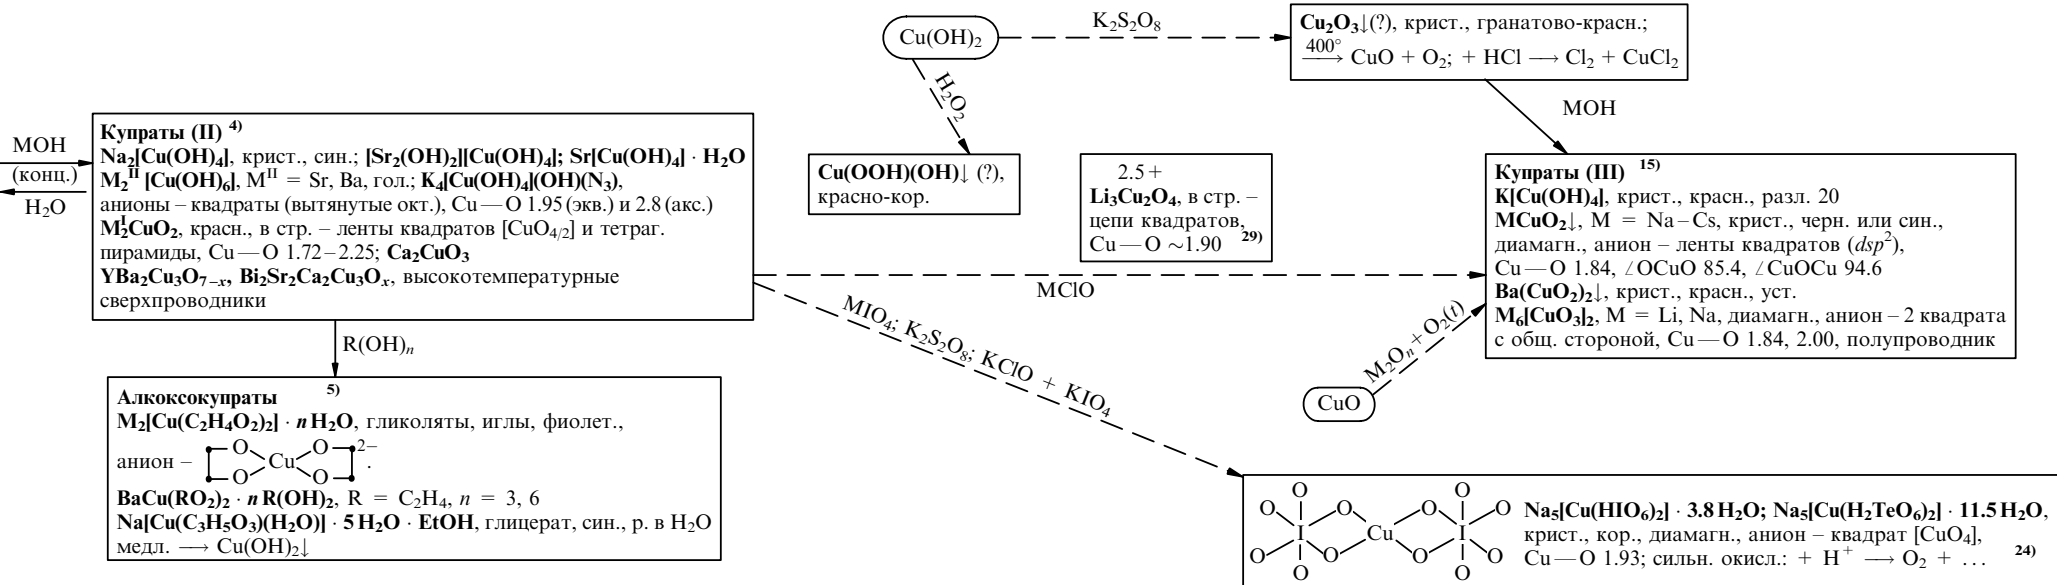 Cu(OH)₂
K₂S₂O₈
Cu₂O₃↓(?), крист., гранатово-красн.;
400° ⟶ CuO + O₂; + HCl ⟶ Cl₂ + CuCl₂
H₂O₂
MOH
MOH
(конц.)
H₂O
Купраты (II) ⁴⁾
Na₂[Cu(OH)₄], крист., син.; [Sr₂(OH)₂][Cu(OH)₄]; Sr[Cu(OH)₄] · H₂O
M₂ᴵᴵ [Cu(OH)₆], Mᴵᴵ = Sr, Ba, гол.; K₄[Cu(OH)₄](OH)(N₃),
анионы – квадраты (вытянутые окт.), Cu—O 1.95 (экв.) и 2.8 (акс.)
M₂ᴵCuO₂, красн., в стр. – ленты квадратов [CuO₄/₂] и тетраг.
пирамиды, Cu—O 1.72–2.25; Ca₂CuO₃
YBa₂Cu₃O₇₋ₓ, Bi₂Sr₂Ca₂Cu₃Oₓ, высокотемпературные
сверхпроводники
Cu(OOH)(OH)↓ (?),
красно-кор.
2.5+
Li₃Cu₂O₄, в стр. –
цепи квадратов,
Cu—O ~1.90 ²⁹⁾
Купраты (III) ¹⁵⁾
K[Cu(OH)₄], крист., красн., разл. 20
MCuO₂↓, M = Na–Cs, крист., черн. или син.,
диамагн., анион – ленты квадратов (dsp²),
Cu—O 1.84, ∠OCuO 85.4, ∠CuOCu 94.6
Ba(CuO₂)₂↓, крист., красн., уст.
M₆[CuO₃]₂, M = Li, Na, диамагн., анион – 2 квадрата
с общ. стороной, Cu—O 1.84, 2.00, полупроводник
MClO
MIO₄; K₂S₂O₈; KClO + KIO₄
M₂Oₙ+O₂(t)
CuO
R(OH)ₙ
Алкоксокупраты ⁵⁾
M₂[Cu(C₂H₄O₂)₂] · n H₂O, гликоляты, иглы, фиолет.,
O O 2–
анион – Cu .
O O
BaCu(RO₂)₂ · n R(OH)₂, R = C₂H₄, n = 3, 6
Na[Cu(C₃H₅O₃)(H₂O)] · 5 H₂O · EtOH, глицерат, син., р. в H₂O
медл. ⟶ Cu(OH)₂↓
O O
O O O O
I Cu I
O O O O
O O
Na₅[Cu(HIO₆)₂] · 3.8 H₂O; Na₅[Cu(H₂TeO₆)₂] · 11.5 H₂O,
крист., кор., диамагн., анион – квадрат [CuO₄],
Cu—O 1.93; сильн. окисл.: + H⁺ ⟶ O₂ + … ²⁴⁾